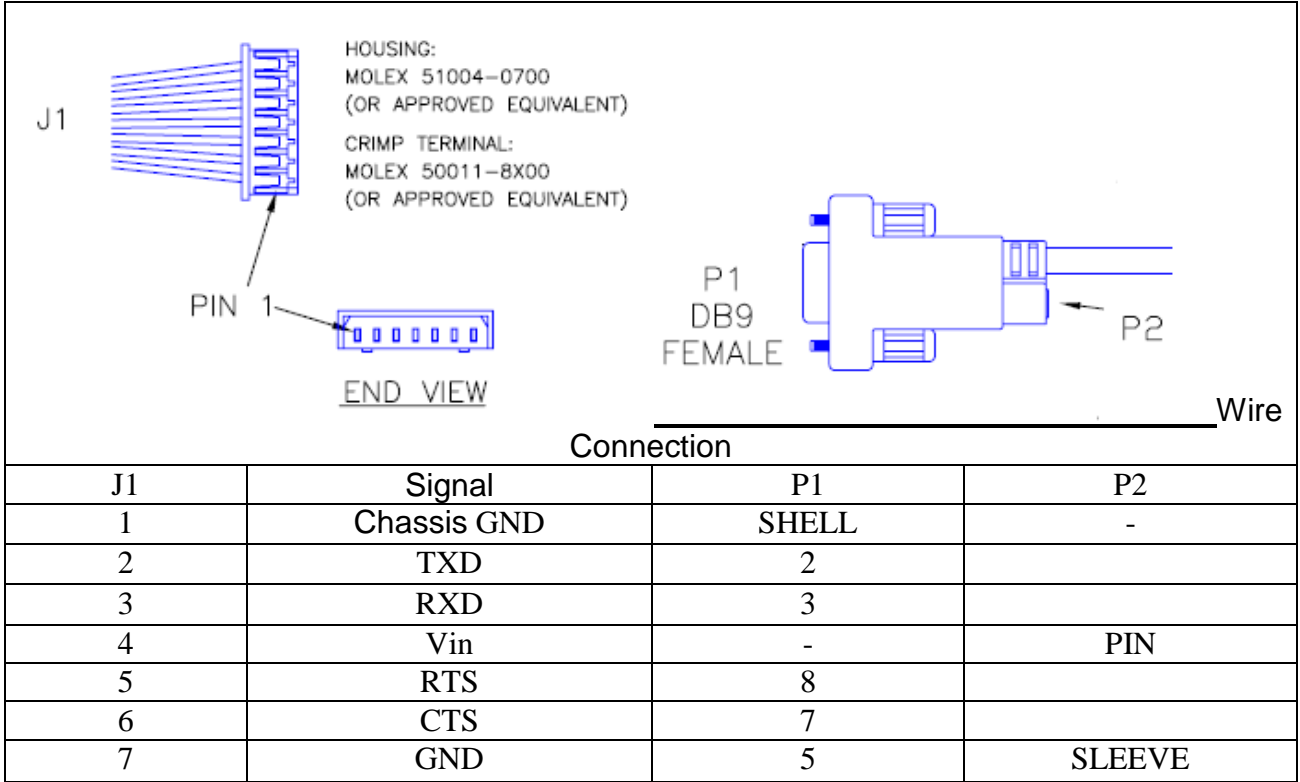 J1
HOUSING:
MOLEX 51004-0700
(OR APPROVED EQUIVALENT)
CRIMP TERMINAL:
MOLEX 50011-8X00
(OR APPROVED EQUIVALENT)
PIN 1
END VIEW
P1
DB9
FEMALE
P2
Wire
Connection
J1 Signal P1 P2
1 Chassis GND SHELL -
2 TXD 2
3 RXD 3
4 Vin - PIN
5 RTS 8
6 CTS 7
7 GND 5 SLEEVE